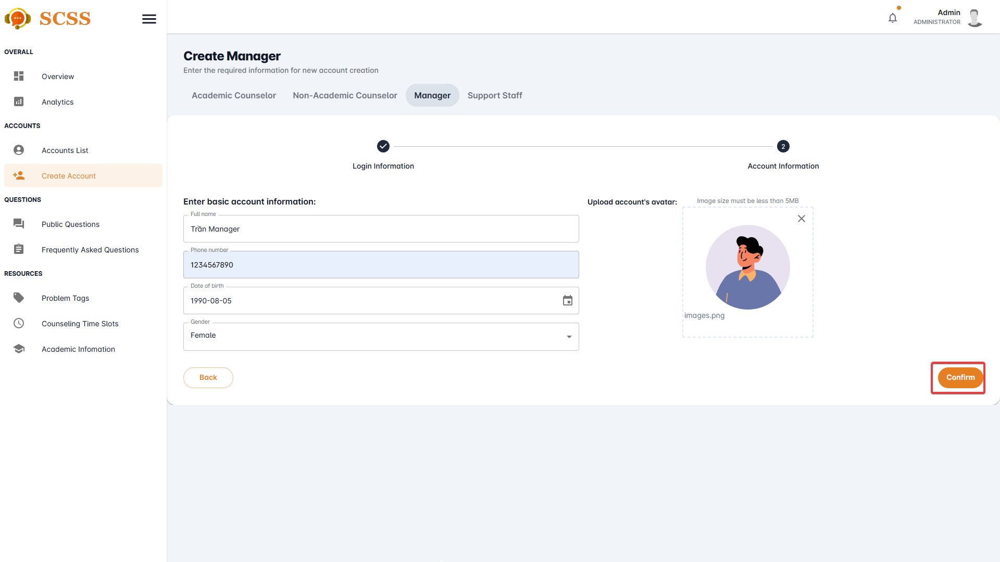 SCSS
Admin
ADMINISTRATOR
OVERALL
Overview
Analytics
ACCOUNTS
Accounts List
Create Account
QUESTIONS
Public Questions
Frequently Asked Questions
RESOURCES
Problem Tags
Counseling Time Slots
Academic Infomation
Create Manager
Enter the required information for new account creation
Academic Counselor Non-Academic Counselor Manager Support Staff
2
Login Information Account Information
Enter basic account information:
Full name
Trần Manager
Phone number
1234567890
Date of birth
1990-08-05
Gender
Female
Upload account's avatar:
Image size must be less than 5MB
images.png
Back
Confirm